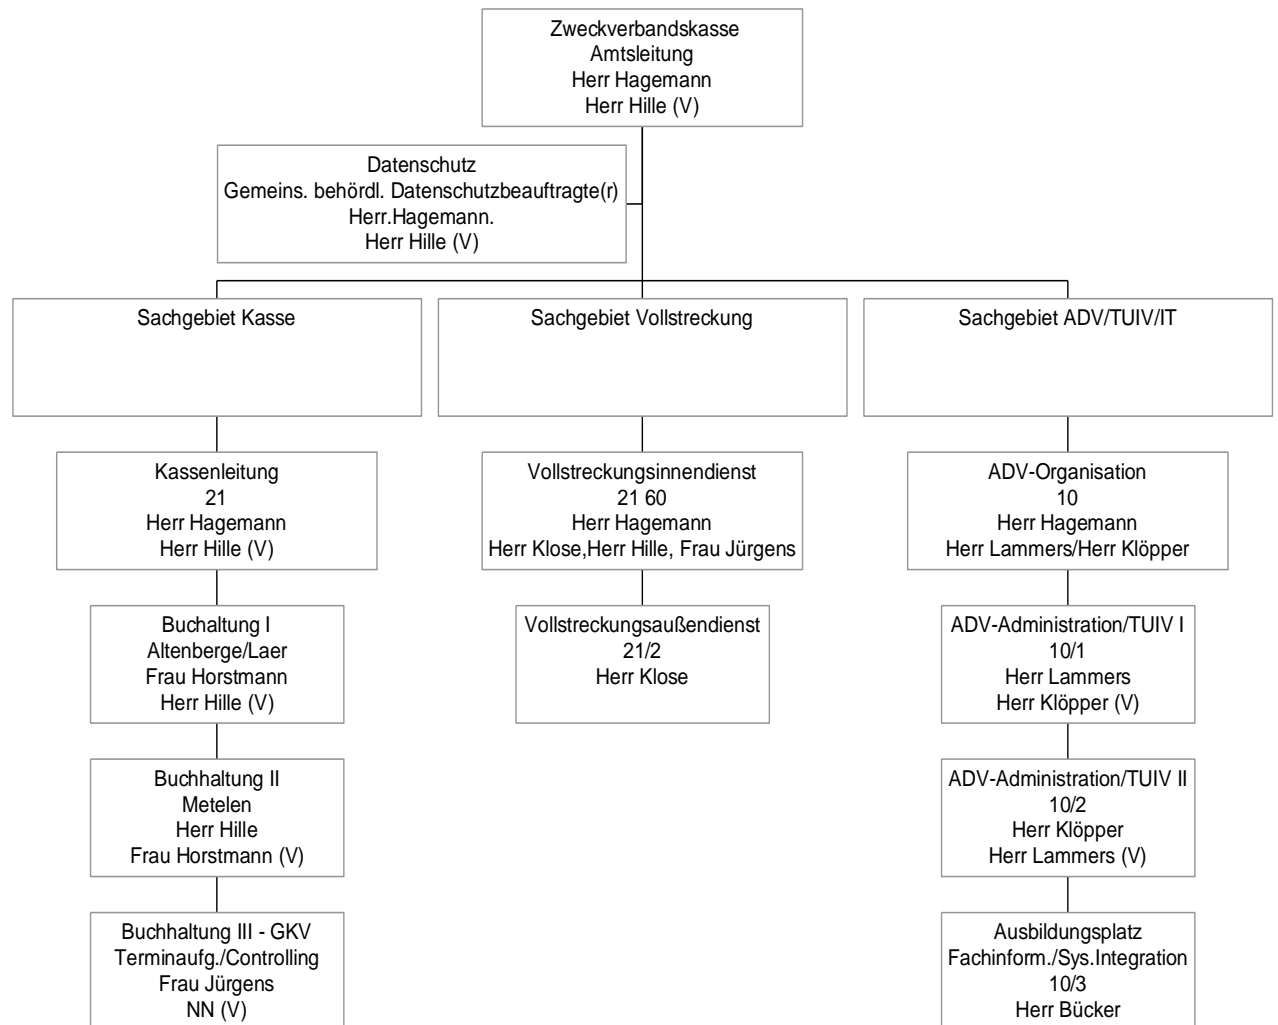 Zweckverbandskasse
Amtsleitung
Herr Hagemann
Herr Hille (V)
Datenschutz
Gemeins. behördl. Datenschutzbeauftragte(r)
Herr.Hagemann.
Herr Hille (V)
Sachgebiet Kasse
Sachgebiet Vollstreckung
Sachgebiet ADV/TUIV/IT
Kassenleitung
21
Herr Hagemann
Herr Hille (V)
Vollstreckungsinnendienst
21 60
Herr Hagemann
Herr Klose,Herr Hille, Frau Jürgens
ADV-Organisation
10
Herr Hagemann
Herr Lammers/Herr Klöpper
Buchaltung I
Altenberge/Laer
Frau Horstmann
Herr Hille (V)
Vollstreckungsaußendienst
21/2
Herr Klose
ADV-Administration/TUIV I
10/1
Herr Lammers
Herr Klöpper (V)
Buchhaltung II
Metelen
Herr Hille
Frau Horstmann (V)
ADV-Administration/TUIV II
10/2
Herr Klöpper
Herr Lammers (V)
Buchhaltung III - GKV
Terminaufg./Controlling
Frau Jürgens
NN (V)
Ausbildungsplatz
Fachinform./Sys.Integration
10/3
Herr Bücker